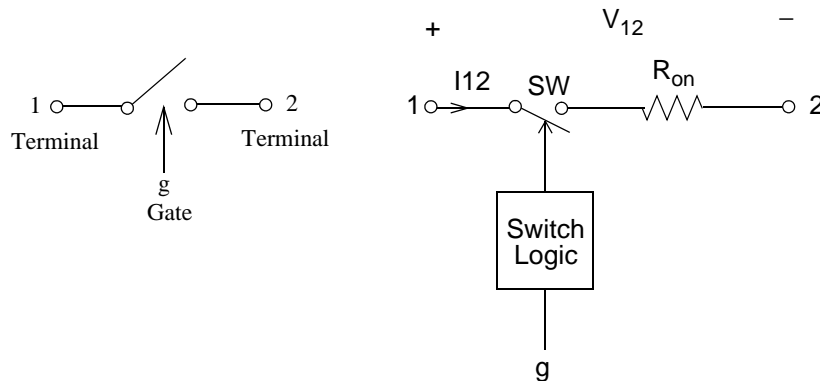 1
2
Terminal
Terminal
g
Gate
+
V12
−
I12
SW
Ron
1
2
Switch
Logic
g